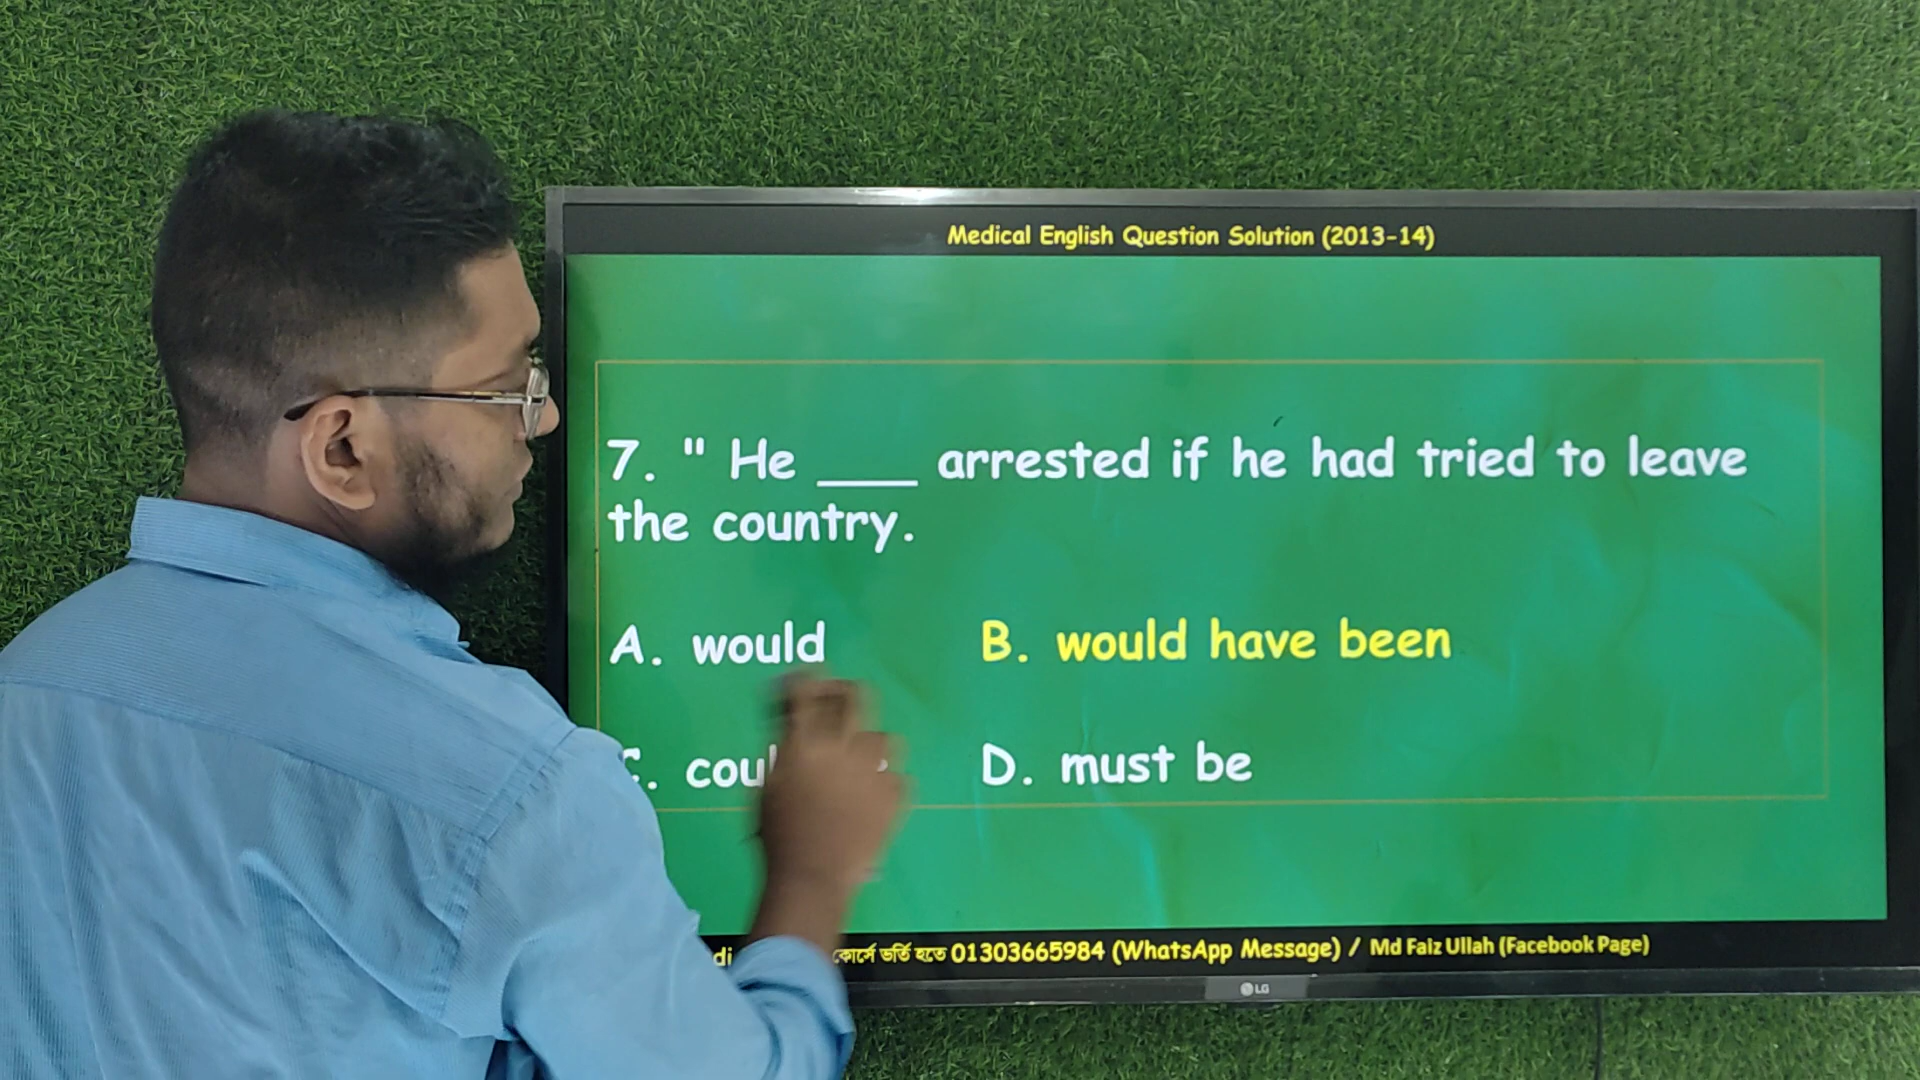 Medical English Question Solution (2013-14)
7. " He ____ arrested if he had tried to leave
the country.
A. would
B. would have been
D. must be
কোর্সে ভর্তি হতে 01303665984 (WhatsApp Message) / Md Faiz Ullah (Facebook Page)
LG